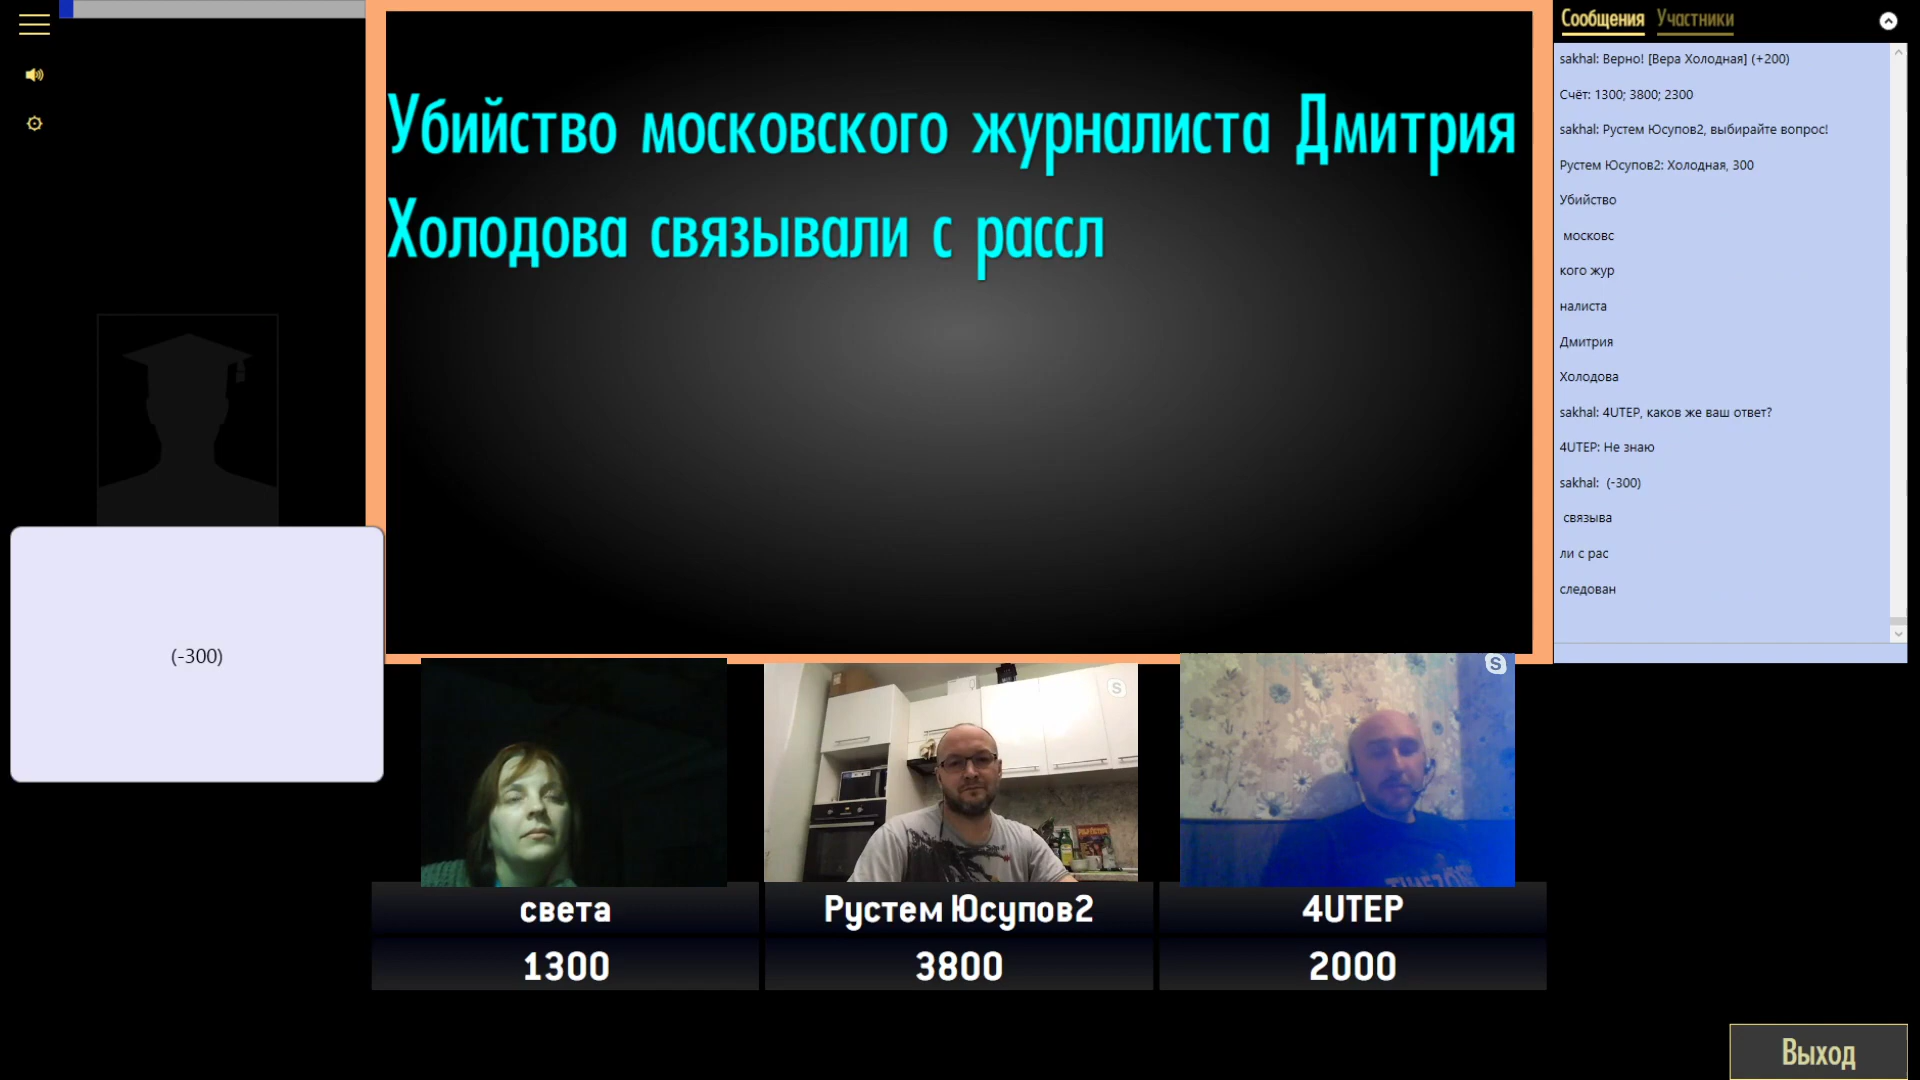 Убийство московского журналиста Дмитрия
Холодова связывали с рассл
Сообщения Участники
sakhal: Верно! [Вера Холодная] (+200)
Счёт: 1300; 3800; 2300
sakhal: Рустем Юсупов2, выбирайте вопрос!
Рустем Юсупов2: Холодная, 300
Убийство
московс
кого жур
налиста
Дмитрия
Холодова
sakhal: 4UTEP, каков же ваш ответ?
4UTEP: Не знаю
sakhal: (-300)
связыва
ли с рас
следован
(-300)
света
1300
Рустем Юсупов2
3800
4UTEP
2000
Выход